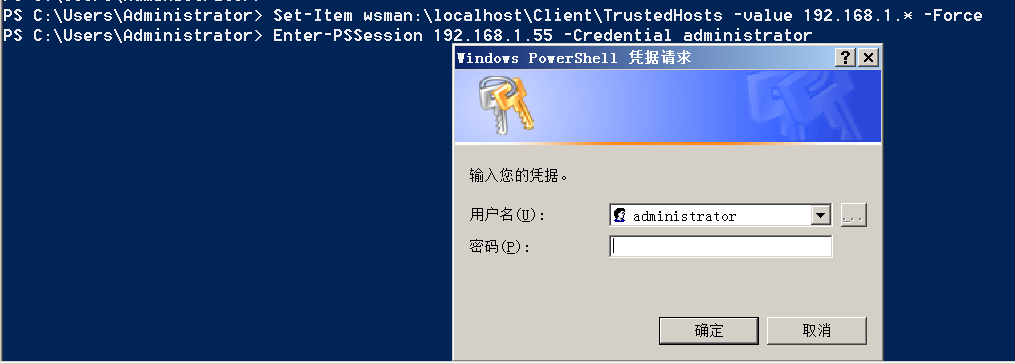 PS C:\Users\Administrator> Set-Item wsman:\localhost\Client\TrustedHosts -value 192.168.1.* -Force
PS C:\Users\Administrator> Enter-PSSession 192.168.1.55 -Credential administrator
Windows PowerShell 凭据请求
输入您的凭据。
用户名(U):
administrator
...
密码(P):
确定
取消